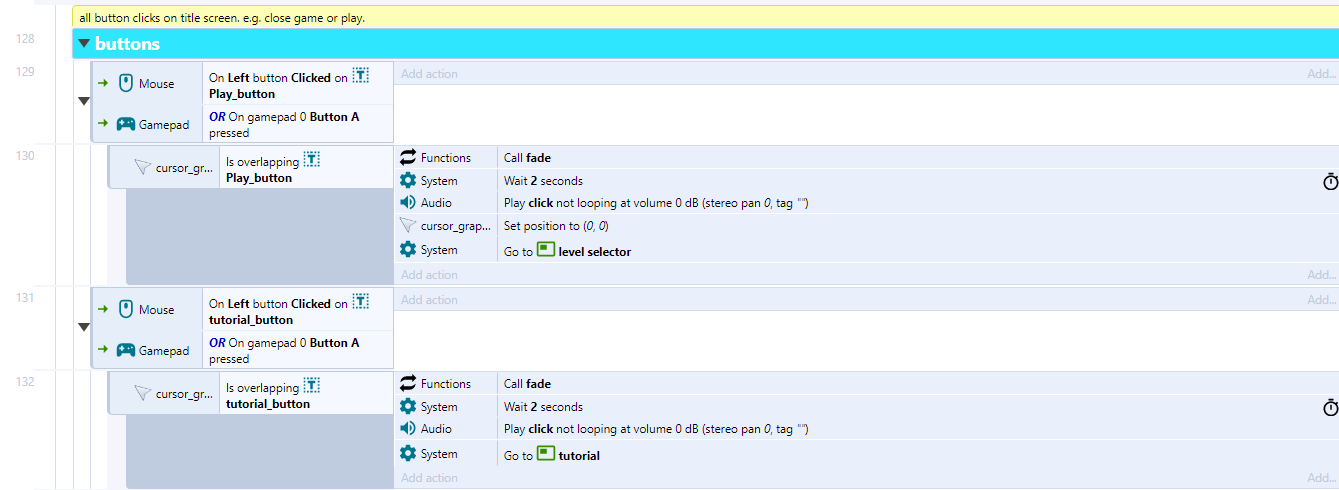 all button clicks on title screen. e.g. close game or play.
128
buttons
129
Mouse
On Left button Clicked on T
Play_button
Add action
Add...
Gamepad
OR On gamepad 0 Button A
pressed
130
cursor_gr...
Is overlapping T
Play_button
Functions
Call fade
System
Wait 2 seconds
Audio
Play click not looping at volume 0 dB (stereo pan 0, tag "")
cursor_grap...
Set position to (0, 0)
System
Go to level selector
Add action
Add...
131
Mouse
On Left button Clicked on T
tutorial_button
Add action
Add...
Gamepad
OR On gamepad 0 Button A
pressed
132
cursor_gr...
Is overlapping T
tutorial_button
Functions
Call fade
System
Wait 2 seconds
Audio
Play click not looping at volume 0 dB (stereo pan 0, tag "")
System
Go to tutorial
Add action
Add...